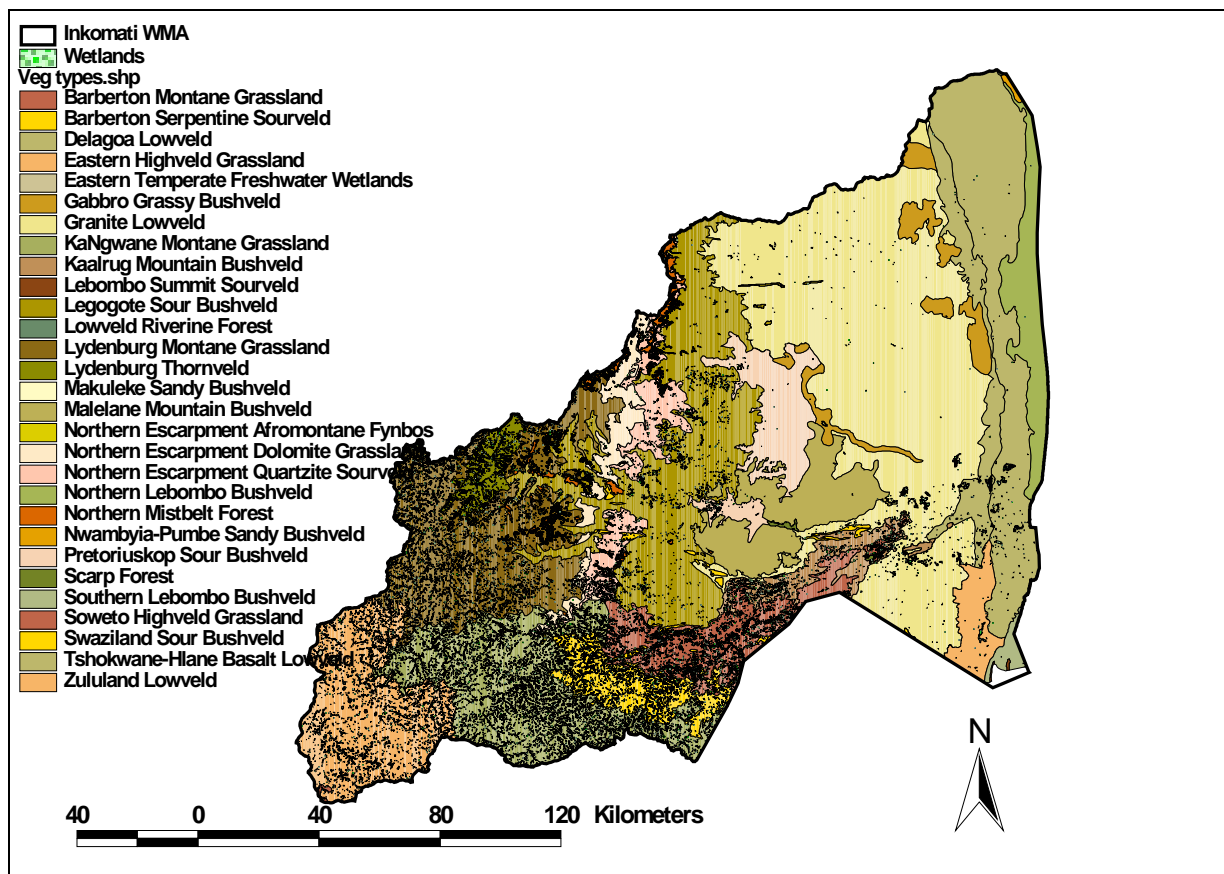 Inkomati WMA
Wetlands
Veg types.shp
Barberton Montane Grassland
Barberton Serpentine Sourveld
Delagoa Lowveld
Eastern Highveld Grassland
Eastern Temperate Freshwater Wetlands
Gabbro Grassy Bushveld
Granite Lowveld
KaNgwane Montane Grassland
Kaalrug Mountain Bushveld
Lebombo Summit Sourveld
Legogote Sour Bushveld
Lowveld Riverine Forest
Lydenburg Montane Grassland
Lydenburg Thornveld
Makuleke Sandy Bushveld
Malelane Mountain Bushveld
Northern Escarpment Afromontane Fynbos
Northern Escarpment Dolomite Grassland
Northern Escarpment Quartzite Sourv
Northern Lebombo Bushveld
Northern Mistbelt Forest
Nwambyia-Pumbe Sandy Bushveld
Pretoriuskop Sour Bushveld
Scarp Forest
Southern Lebombo Bushveld
Soweto Highveld Grassland
Swaziland Sour Bushveld
Tshokwane-Hlane Basalt Lowveld
Zululand Lowveld
N
40 0 40 80 120 Kilometers